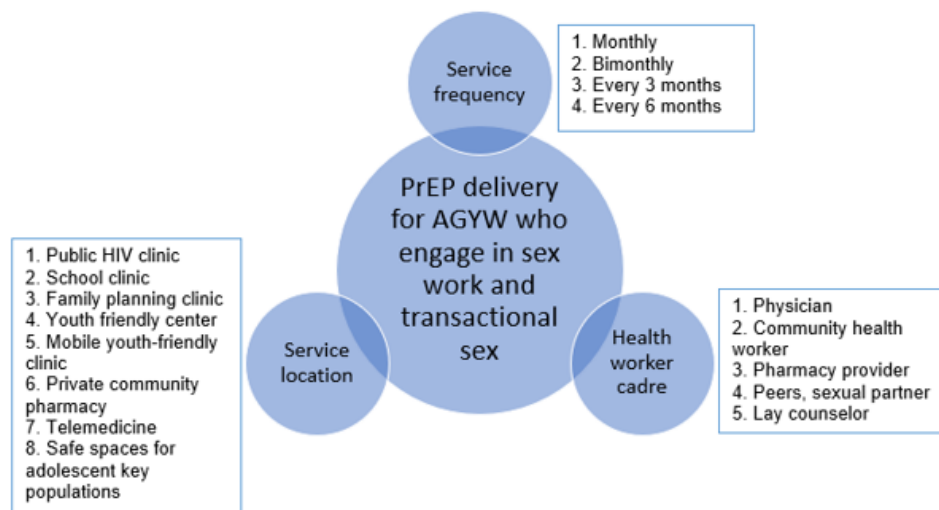 Service
frequency
1. Monthly
2. Bimonthly
3. Every 3 months
4. Every 6 months
PrEP delivery
for AGYW who
engage in sex
work and
transactional
sex
1. Public HIV clinic
2. School clinic
3. Family planning clinic
4. Youth friendly center
5. Mobile youth-friendly
clinic
6. Private community
pharmacy
7. Telemedicine
8. Safe spaces for
adolescent key
populations
Service
location
Health
worker
cadre
1. Physician
2. Community health
worker
3. Pharmacy provider
4. Peers, sexual partner
5. Lay counselor